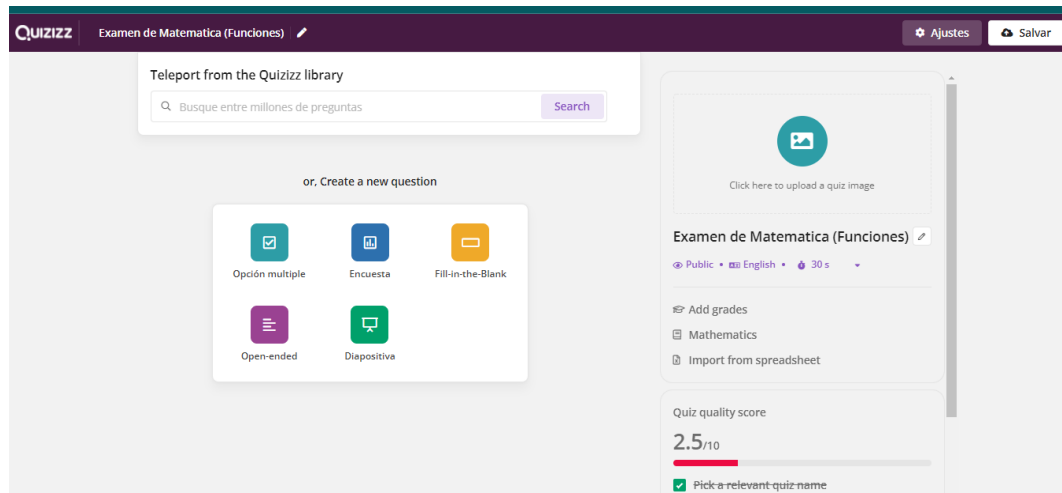 QUIZIZZ Examen de Matematica (Funciones) Ajustes Salvar
Teleport from the Quizizz library
Busque entre millones de preguntas Search
or, Create a new question
Opción multiple Encuesta Fill-in-the-Blank
Open-ended Diapositiva
Click here to upload a quiz image
Examen de Matematica (Funciones)
Public • English • 30 s
Add grades
Mathematics
Import from spreadsheet
Quiz quality score
2.5/10
Pick a relevant quiz name